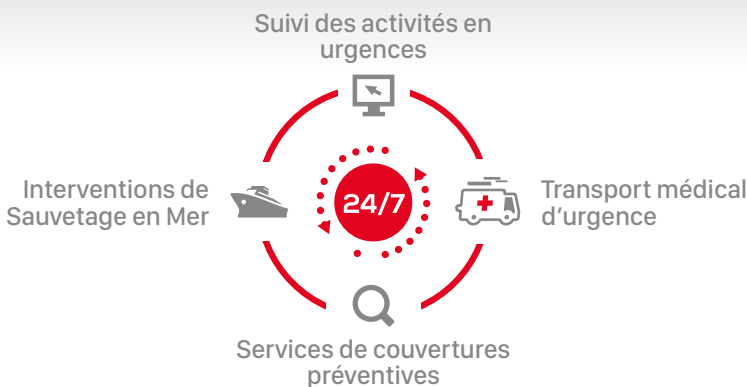 Suivi des activités en
urgences
Interventions de
Sauvetage en Mer
24/7
Transport médical
d’urgence
Services de couvertures
préventives